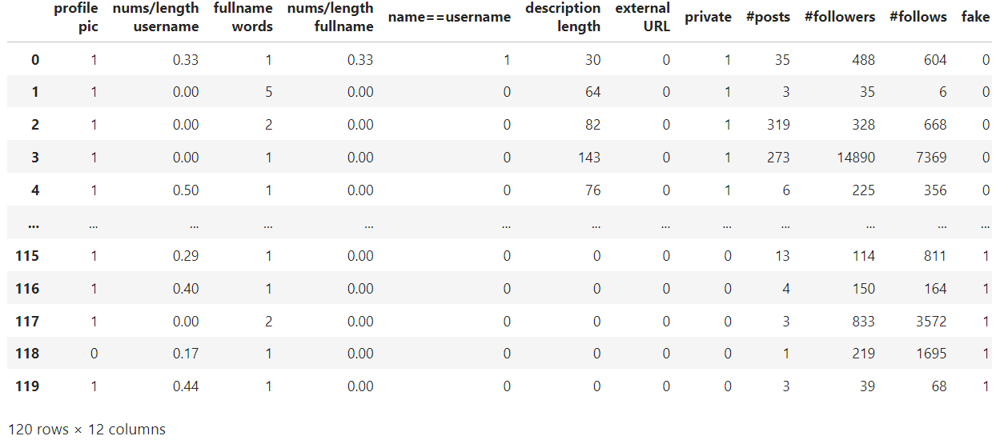 profile pic nums/length username fullname words nums/length fullname name==username description length external URL private #posts #followers #follows fake
0 1 0.33 1 0.33 1 30 0 1 35 488 604 0
1 1 0.00 5 0.00 0 64 0 1 3 35 6 0
2 1 0.00 2 0.00 0 82 0 1 319 328 668 0
3 1 0.00 1 0.00 0 143 0 1 273 14890 7369 0
4 1 0.50 1 0.00 0 76 0 1 6 225 356 0
... ... ... ... ... ... ... ... ... ... ... ... ...
115 1 0.29 1 0.00 0 0 0 0 13 114 811 1
116 1 0.40 1 0.00 0 0 0 0 4 150 164 1
117 1 0.00 2 0.00 0 0 0 0 3 833 3572 1
118 0 0.17 1 0.00 0 0 0 0 1 219 1695 1
119 1 0.44 1 0.00 0 0 0 0 3 39 68 1
120 rows × 12 columns